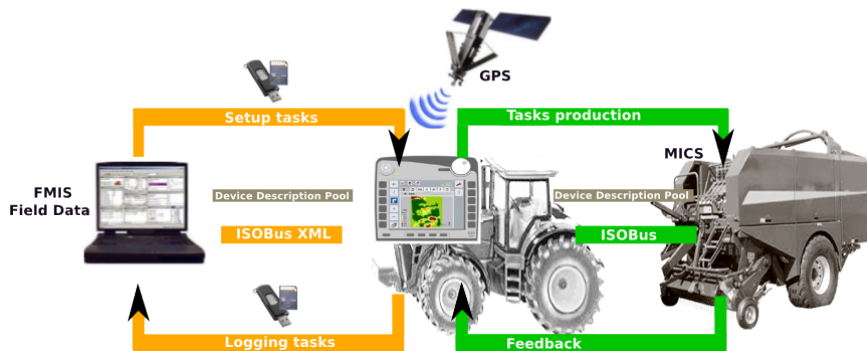 GPS
Setup tasks
Tasks production
MICS
FMIS
Field Data
Device Description Pool
Device Description Pool
ISOBus XML
ISOBus
Logging tasks
Feedback